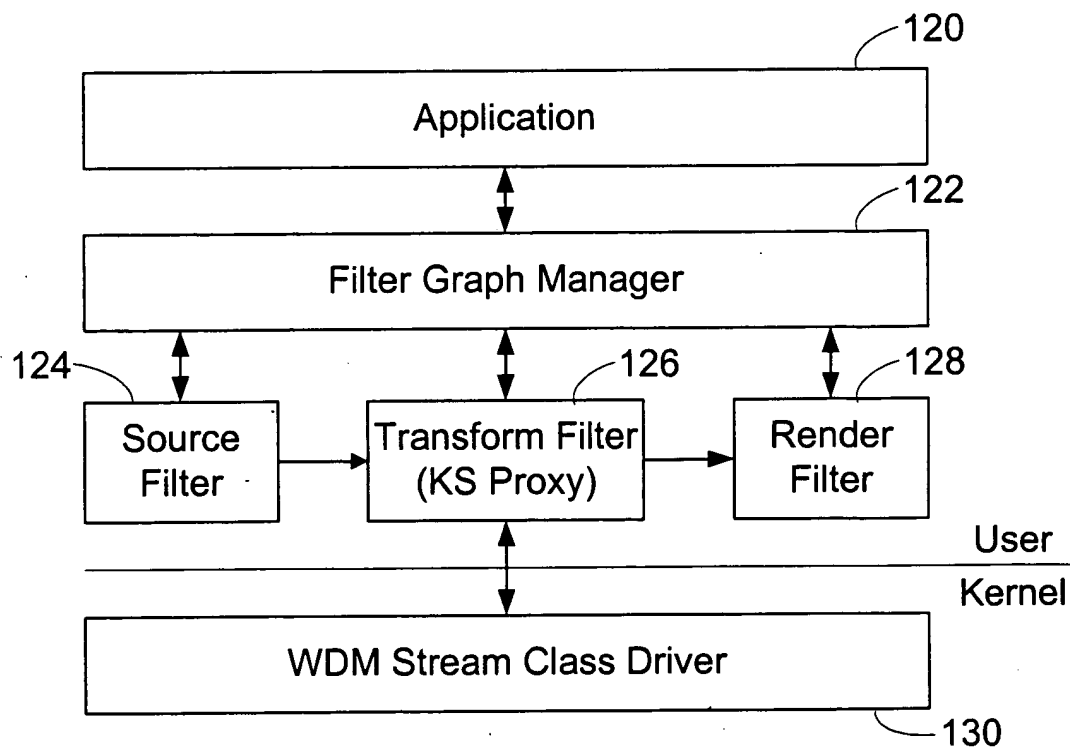 120
Application
122
Filter Graph Manager
124
126
128
Source
Filter
Transform Filter
(KS Proxy)
Render
Filter
User
Kernel
WDM Stream Class Driver
130